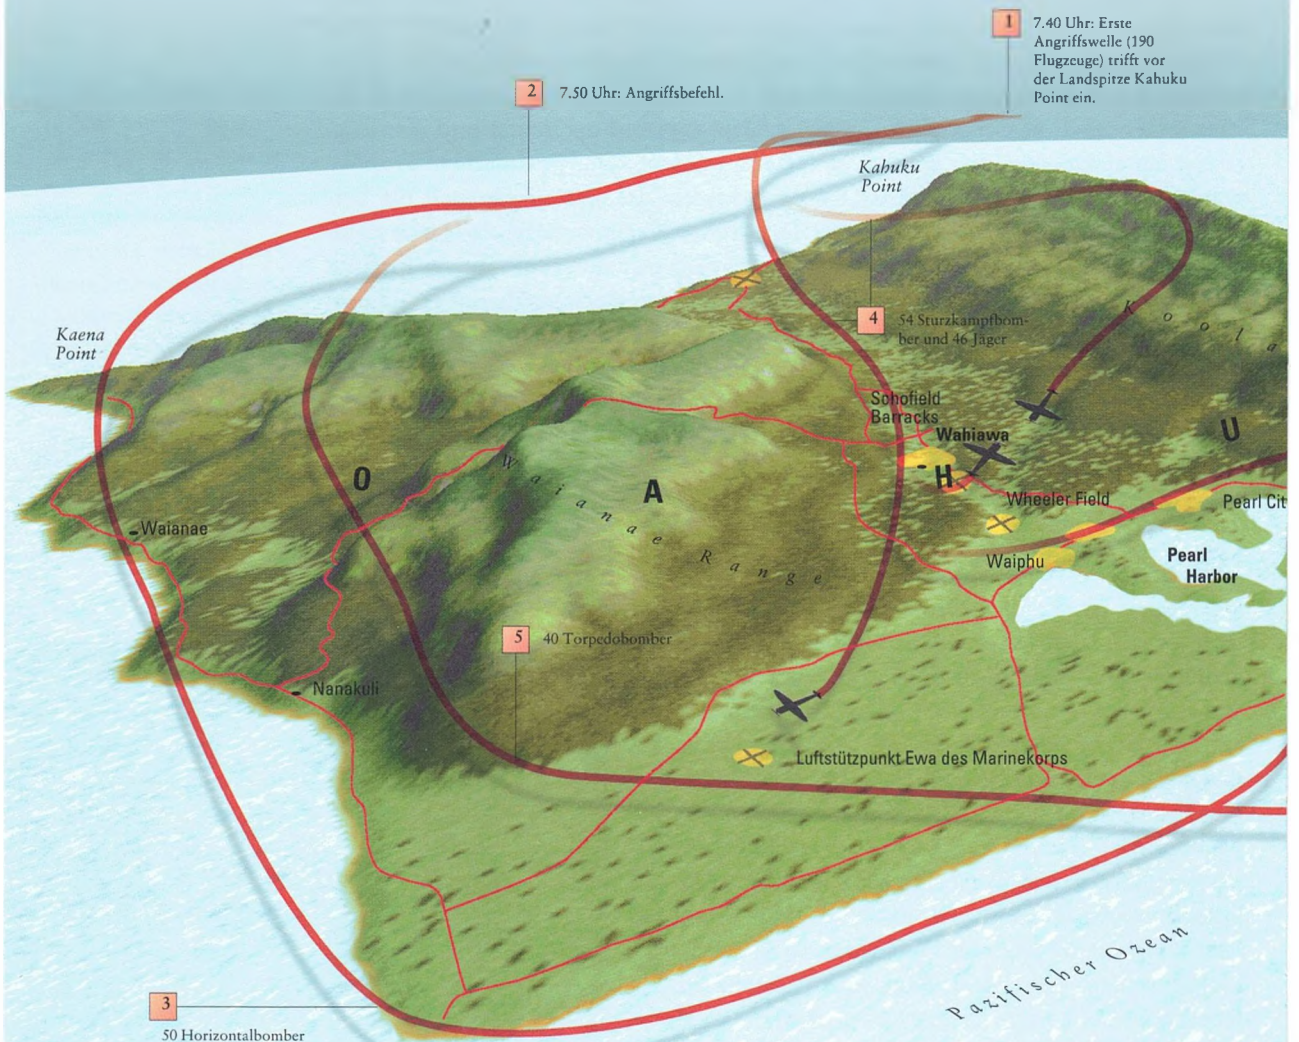 1
7.40 Uhr: Erste
Angriffswelle (190
Flugzeuge) trifft vor
der Landspitze Kahuku
Point ein.
2
7.50 Uhr: Angriffsbefehl.
Kahuku
Point
Kaena
Point
4
54 Sturzkampfbom-
ber und 46 Jäger
Koola
Schofield
Barracks
Wahiawa
O A H U
Waianae Range
Wheeler Field
Pearl Cit
Waianae
Waiphu
Pearl
Harbor
5
40 Torpedobomber
Nanakuli
Luftstützpunkt Ewa des Marinekorps
Pazifischer Ozean
3
50 Horizontalbomber